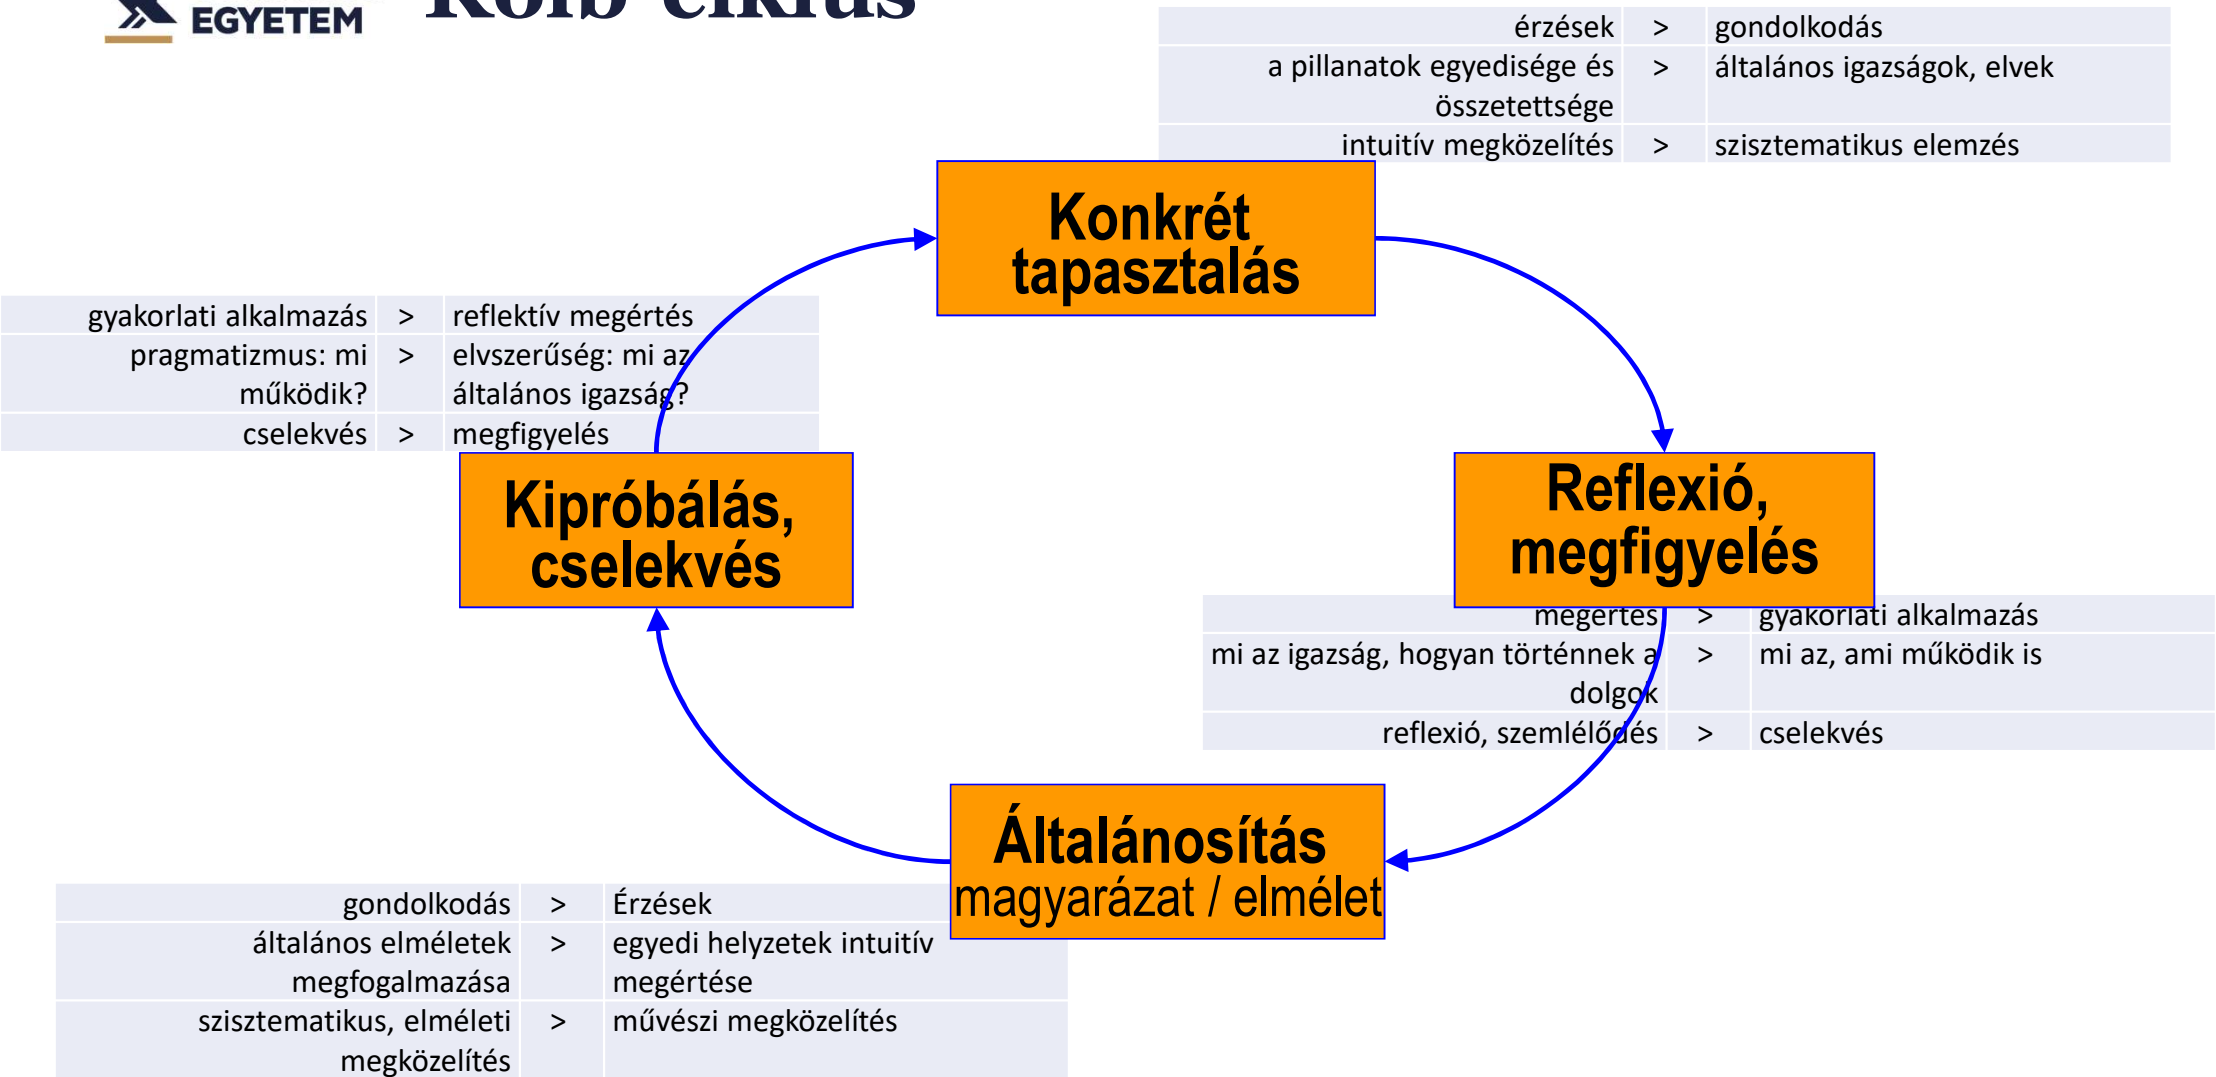 EGYETEM
Kolb ciklus
érzések > gondolkodás
a pillanatok egyedisége és > általános igazságok, elvek
összetettsége
intuitív megközelítés > szisztematikus elemzés
Konkrét
tapasztalás
gyakorlati alkalmazás > reflektív megértés
pragmatizmus: mi > elvszerűség: mi az
működik? általános igazság?
cselekvés > megfigyelés
Kipróbálás,
cselekvés
Reflexió,
megfigyelés
megértés > gyakorlati alkalmazás
mi az igazság, hogyan történnek a > mi az, ami működik is
dolgok
reflexió, szemlélődés > cselekvés
Általánosítás
magyarázat / elmélet
gondolkodás > Érzések
általános elméletek > egyedi helyzetek intuitív
megfogalmazása megértése
szisztematikus, elméleti > művészi megközelítés
megközelítés